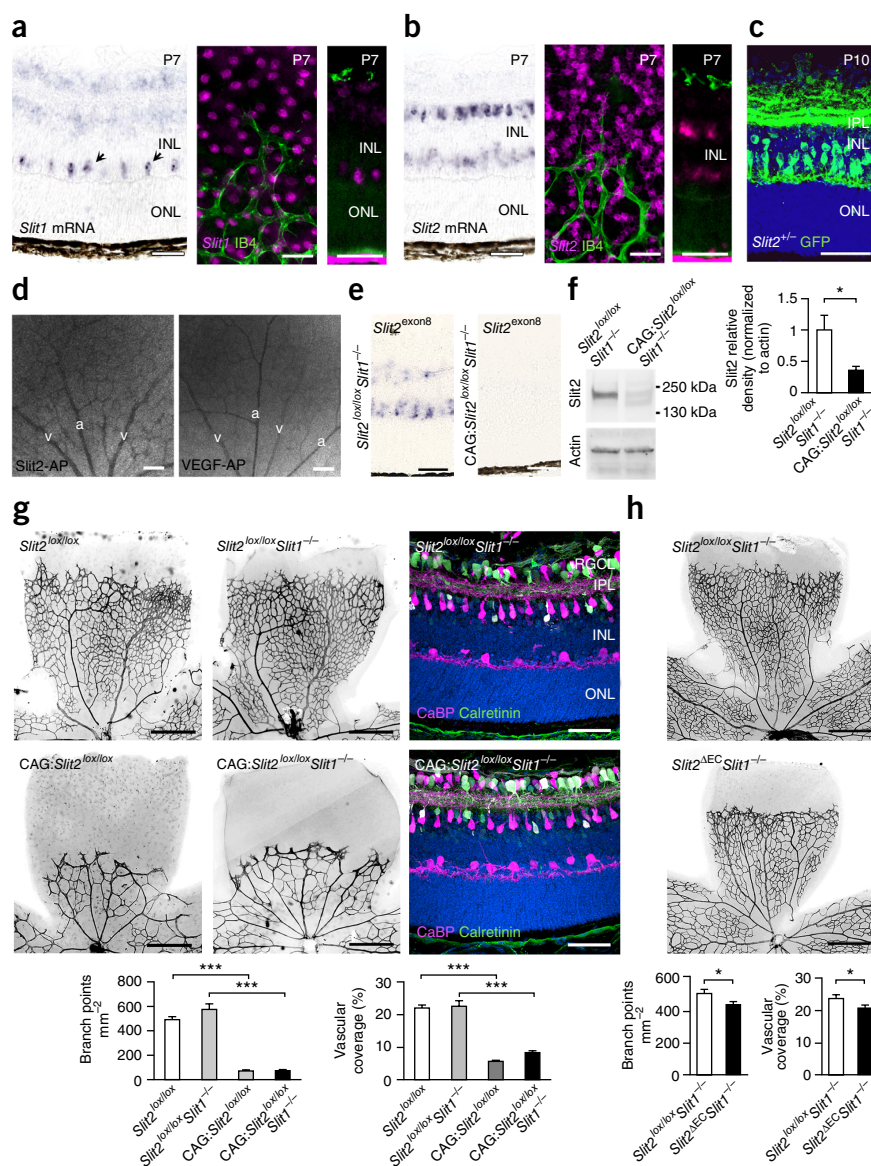 a
P7
INL
ONL
Slit1 mRNA
P7
Slit1 IB4
P7
INL
ONL
b
P7
INL
ONL
Slit2 mRNA
P7
Slit2 IB4
P7
INL
ONL
c
P10
IPL
INL
ONL
Slit2+/– GFP
d
v
a
v
Slit2-AP
v
a
v
a
VEGF-AP
e
Slit2lox/loxSlit1–/–
Slit2exon8
CAG:Slit2lox/loxSlit1–/–
Slit2exon8
f
Slit2lox/lox
Slit1–/–
CAG:Slit2lox/lox
Slit1–/–
Slit2
250 kDa
130 kDa
Actin
Slit2 relative
density (normalized
to actin)
1.5
1
0.5
0
*
Slit2lox/lox
Slit1–/–
CAG:Slit2lox/lox
Slit1–/–
g
Slit2lox/lox
Slit2lox/loxSlit1–/–
Slit2lox/loxSlit1–/–
RGCL
IPL
INL
ONL
CaBP Calretinin
CAG:Slit2lox/lox
CAG:Slit2lox/loxSlit1–/–
CAG:Slit2lox/loxSlit1–/–
CaBP Calretinin
Branch points
mm–2
800
600
400
200
0
***
***
Slit2lox/lox
Slit2lox/loxSlit1–/–
CAG:Slit2lox/lox
CAG:Slit2lox/lox
Slit1–/–
Vascular
coverage (%)
30
20
10
0
***
***
Slit2lox/lox
Slit2lox/loxSlit1–/–
CAG:Slit2lox/lox
CAG:Slit2lox/lox
Slit1–/–
h
Slit2lox/loxSlit1–/–
Slit2ΔECSlit1–/–
Branch points
mm–2
600
400
200
0
*
Slit2lox/loxSlit1–/–
Slit2ΔECSlit1–/–
Vascular
coverage (%)
30
20
10
0
*
Slit2lox/loxSlit1–/–
Slit2ΔECSlit1–/–